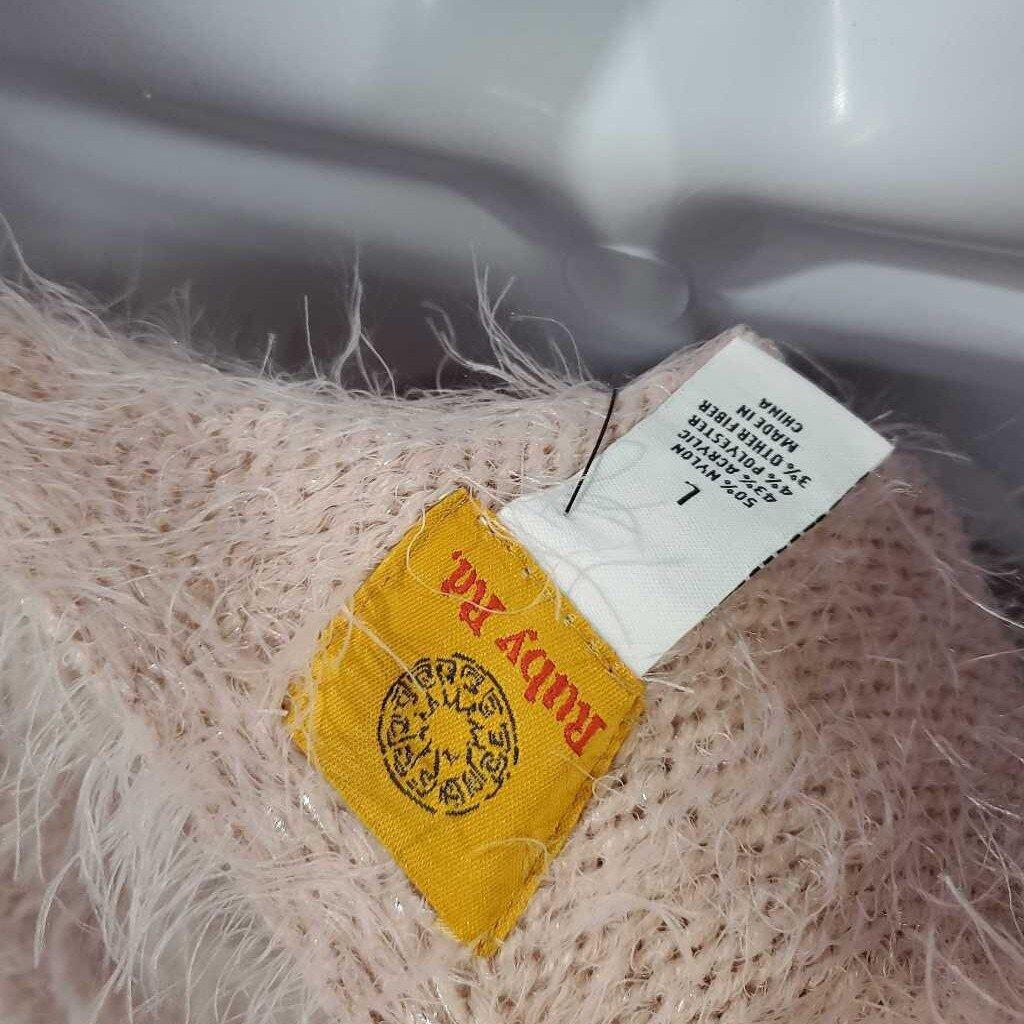 Ruby Rd.
L
50% NYLON
43% ACRYLIC
4% POLYESTER
3% OTHER FIBER
MADE IN
CHINA